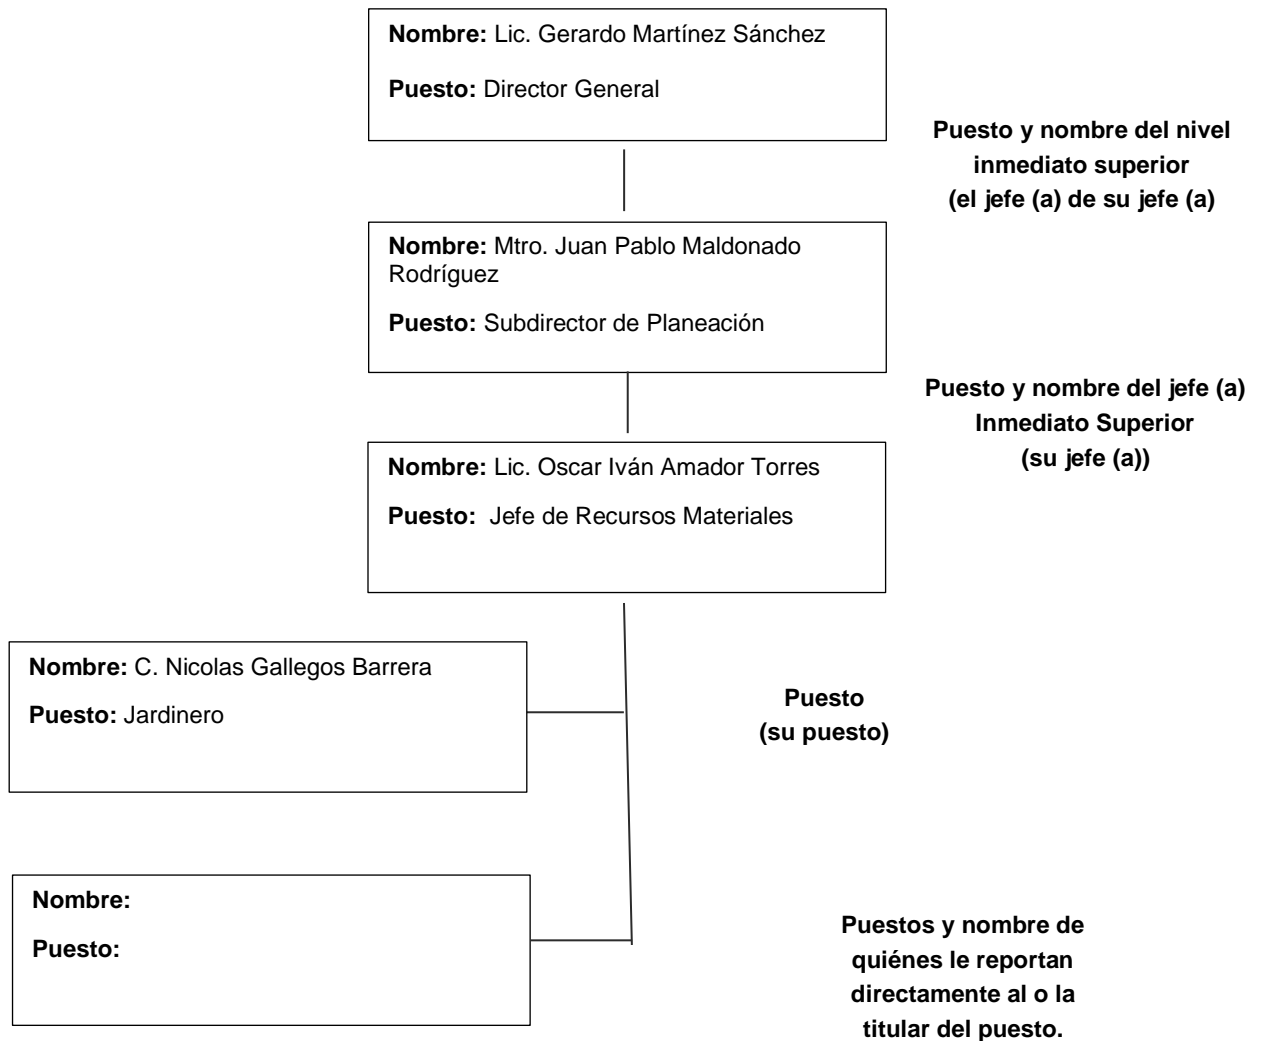 Nombre: Lic. Gerardo Martínez Sánchez
Puesto: Director General
Puesto y nombre del nivel
inmediato superior
(el jefe (a) de su jefe (a)
Nombre: Mtro. Juan Pablo Maldonado
Rodríguez
Puesto: Subdirector de Planeación
Puesto y nombre del jefe (a)
Inmediato Superior
(su jefe (a))
Nombre: Lic. Oscar Iván Amador Torres
Puesto: Jefe de Recursos Materiales
Nombre: C. Nicolas Gallegos Barrera
Puesto: Jardinero
Puesto
(su puesto)
Nombre:
Puesto:
Puestos y nombre de
quiénes le reportan
directamente al o la
titular del puesto.